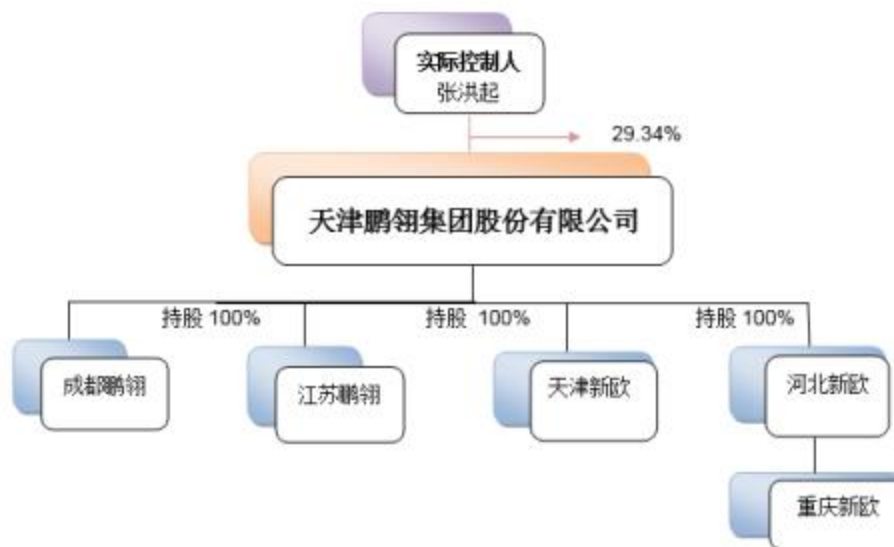 实际控制人
张洪起
29.34%
天津鹏翎集团股份有限公司
持股 100%
持股 100%
持股 100%
成都鹏翎
江苏鹏翎
天津新欧
河北新欧
重庆新欧